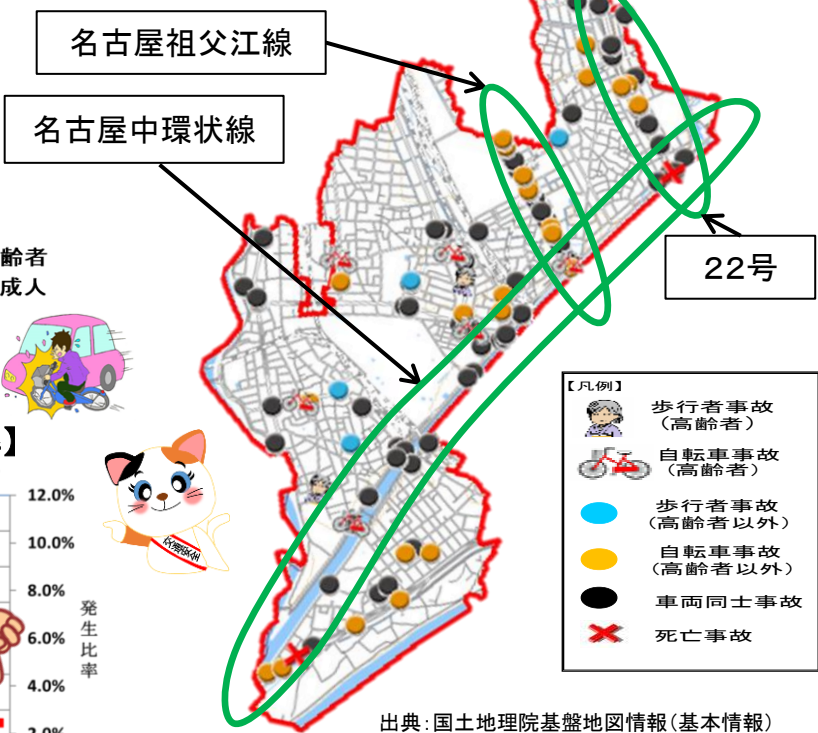 名古屋祖父江線
名古屋中環状線
齢者
成人
22号
【凡例】
歩行者事故
(高齢者)
自転車事故
(高齢者)
歩行者事故
(高齢者以外)
自転車事故
(高齢者以外)
車両同士事故
死亡事故
】
交通安全
12.0%
10.0%
8.0%
6.0%
4.0%
発生比率
出典:国土地理院基盤地図情報(基本情報)